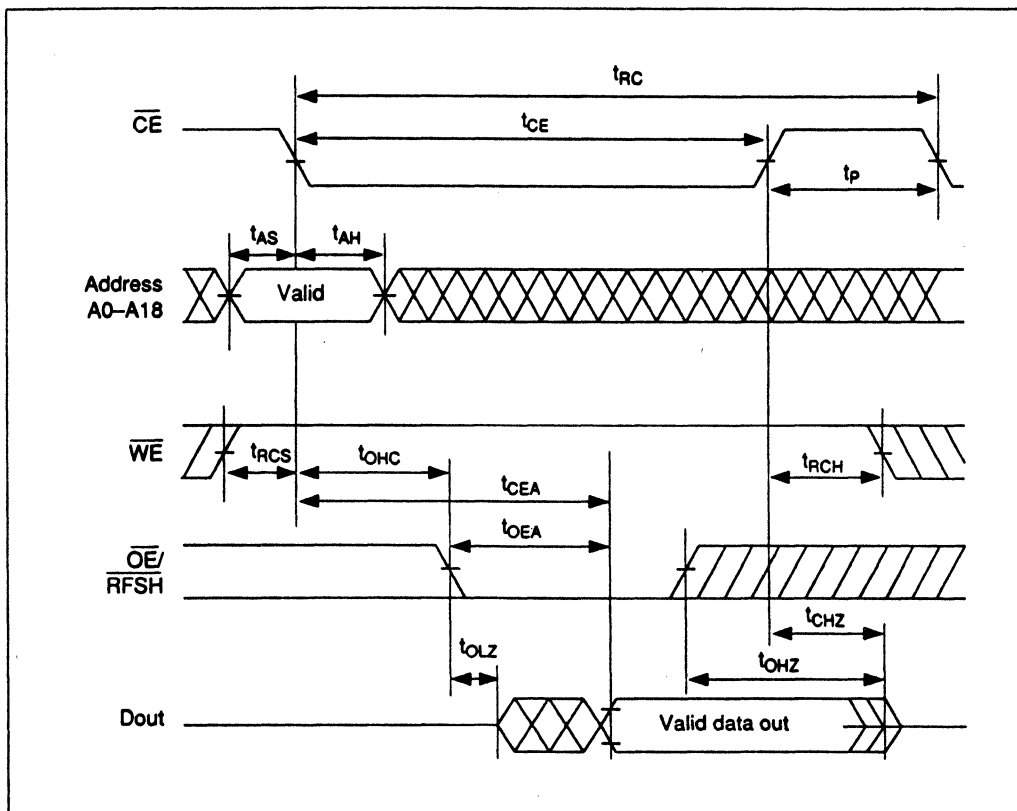 tRC
CE
tCE
tP
tAS
tAH
Address
A0–A18
Valid
WE
tRCS
tOHC
tRCH
tCEA
tOEA
OE/
RFSH
tCHZ
tOLZ
tOHZ
Dout
Valid data out